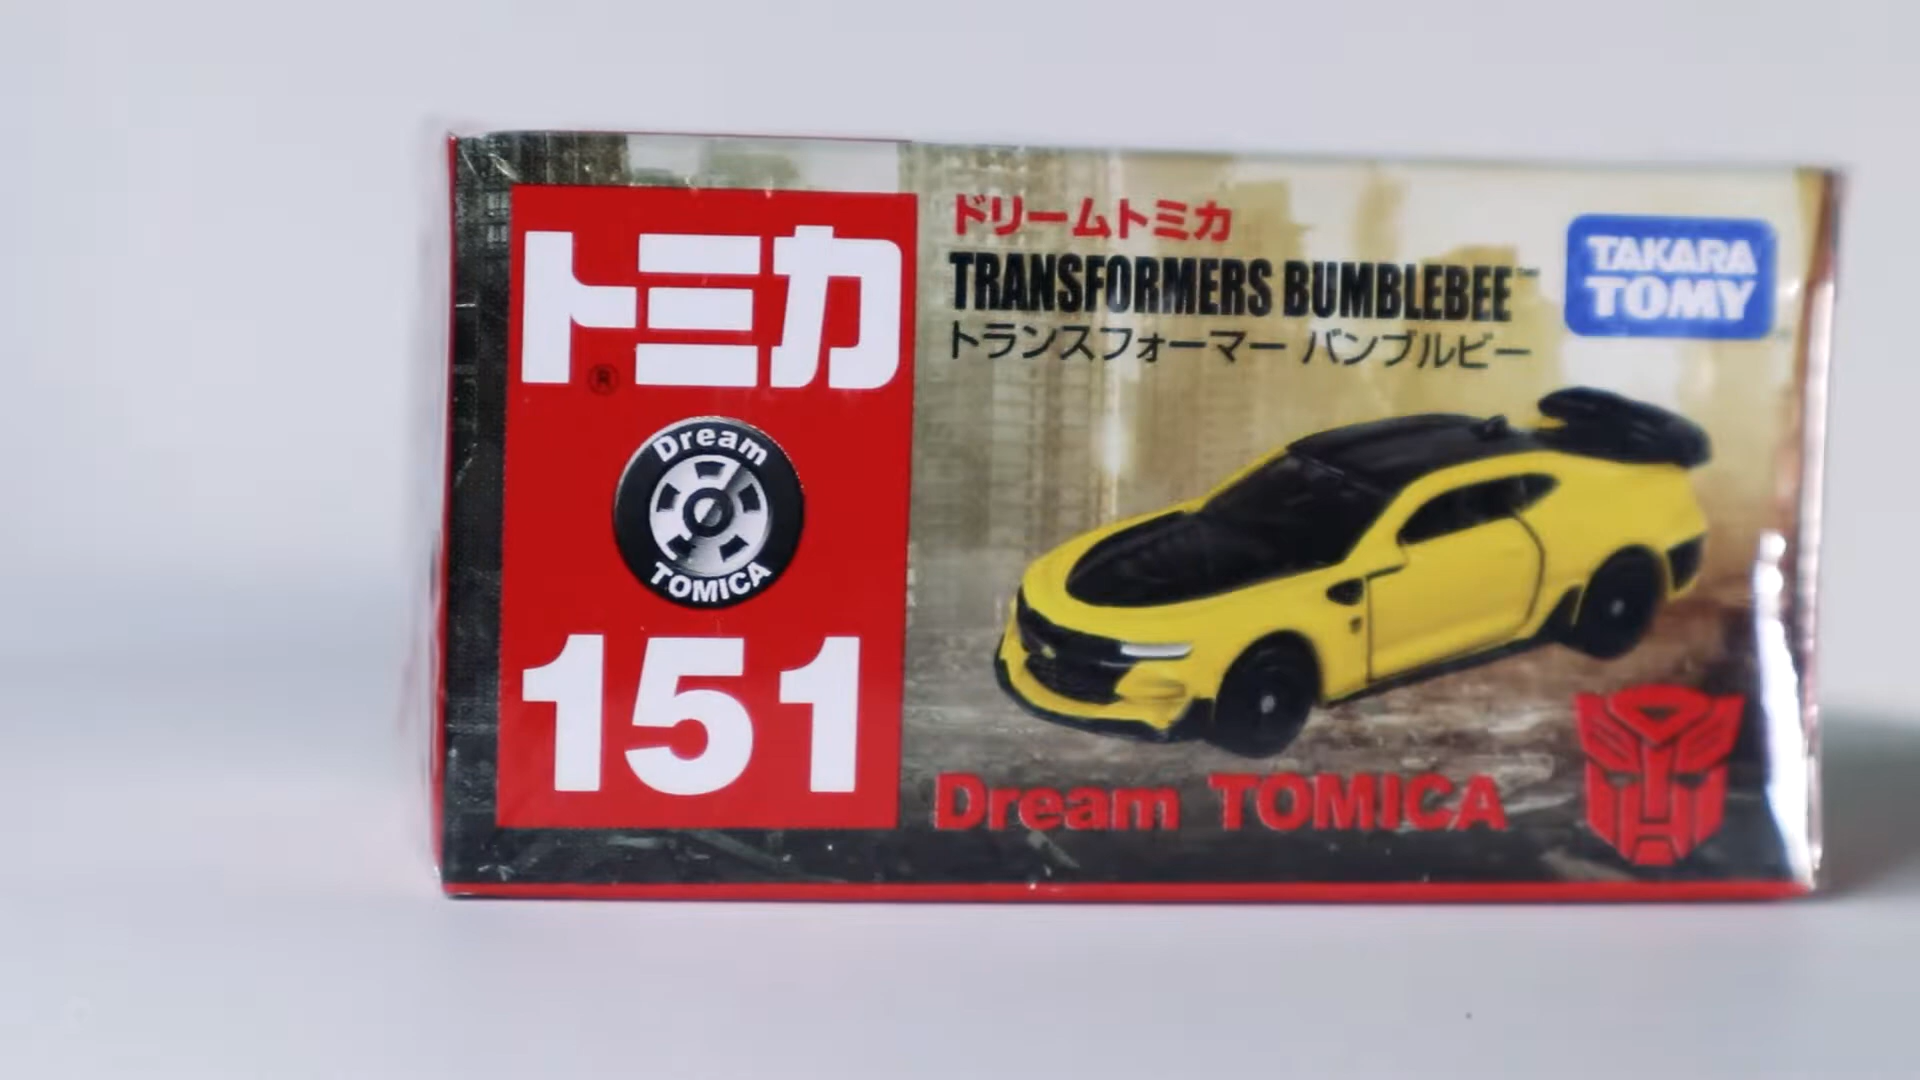 トミカ
®
Dream
TOMICA
151
ドリームトミカ
TRANSFORMERS BUMBLEBEE™
トランスフォーマー バンブルビー
TAKARA
TOMY
Dream TOMICA